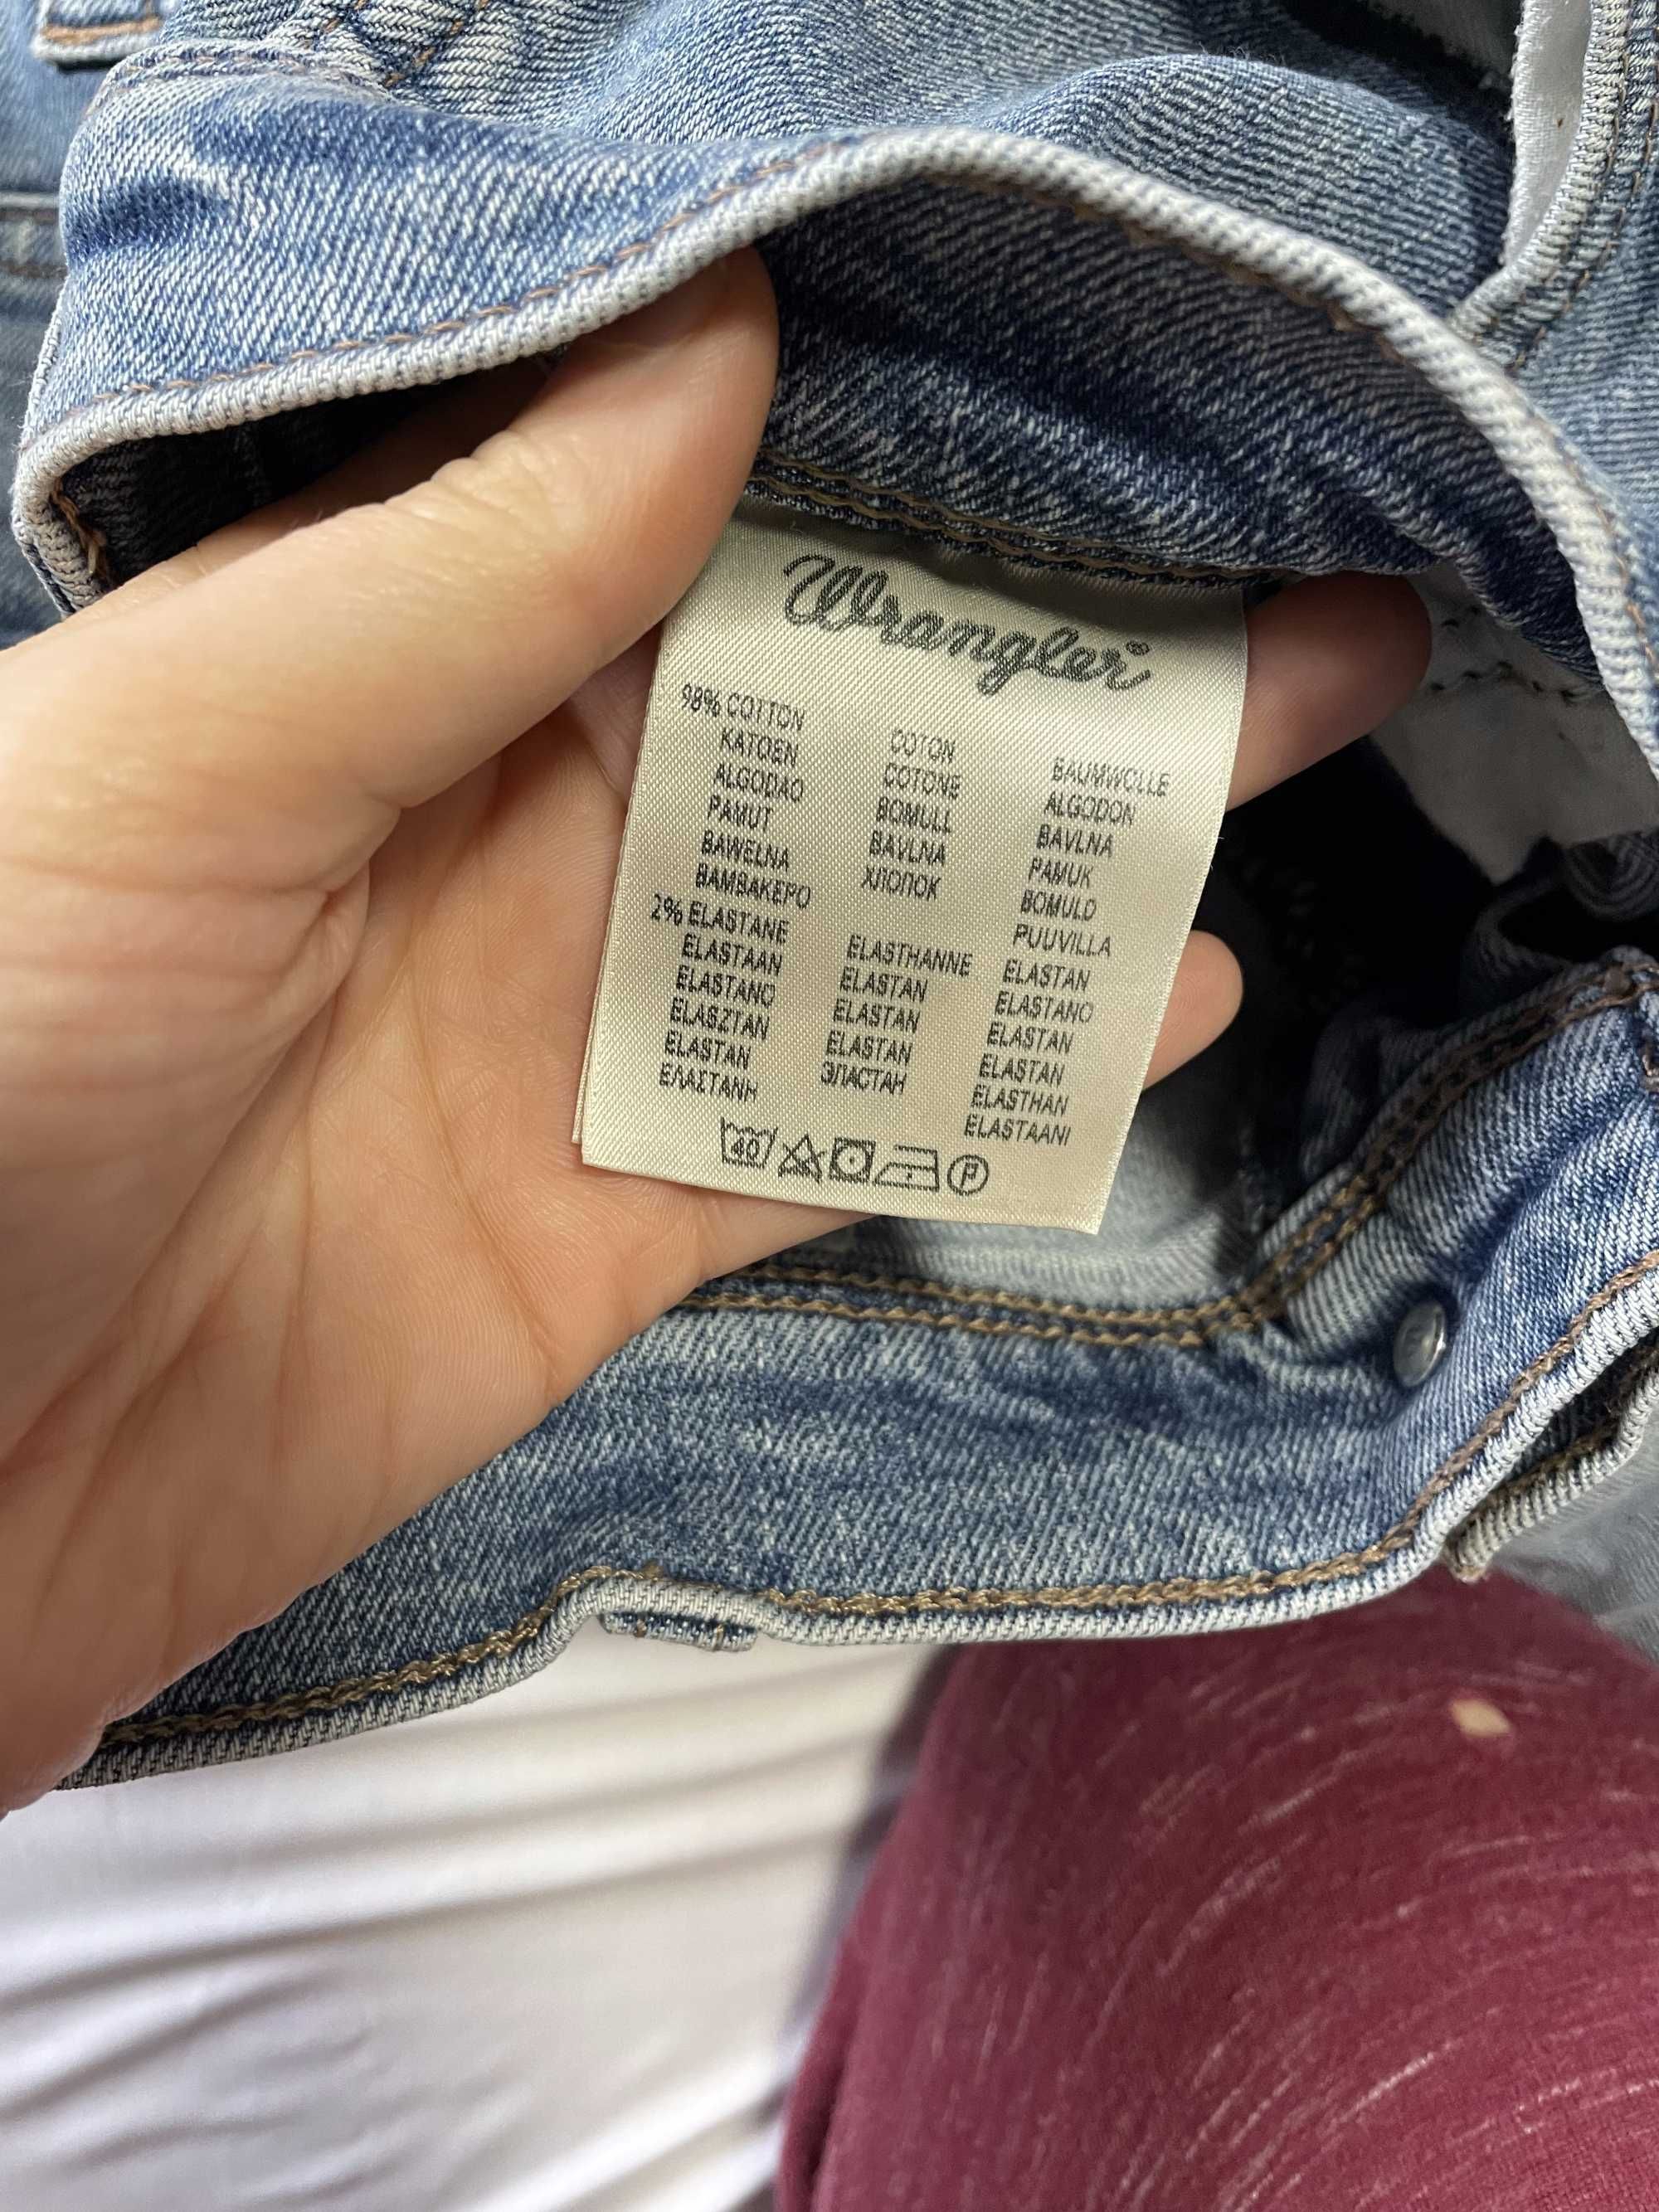 Wrangler®
98% COTTON COTON BAUMWOLLE
KATOEN COTONE ALGODON
ALGODAO BOMULL BAVLNA
PAMUT BAVLNA PAMUK
BAWELNA ХЛОПОК BOMULD
ΒΑΜΒΑΚΕΡΟ PUUVILLA
2% ELASTANE ELASTHANNE ELASTAN
ELASTAAN ELASTAN ELASTANO
ELASTANO ELASTAN ELASTAN
ELASZTAN ELASTAN ELASTAN
ELASTAN ЭЛАСТАН ELASTHAN
ΕΛΑΣΤΑΝΗ ELASTAANI
40 P